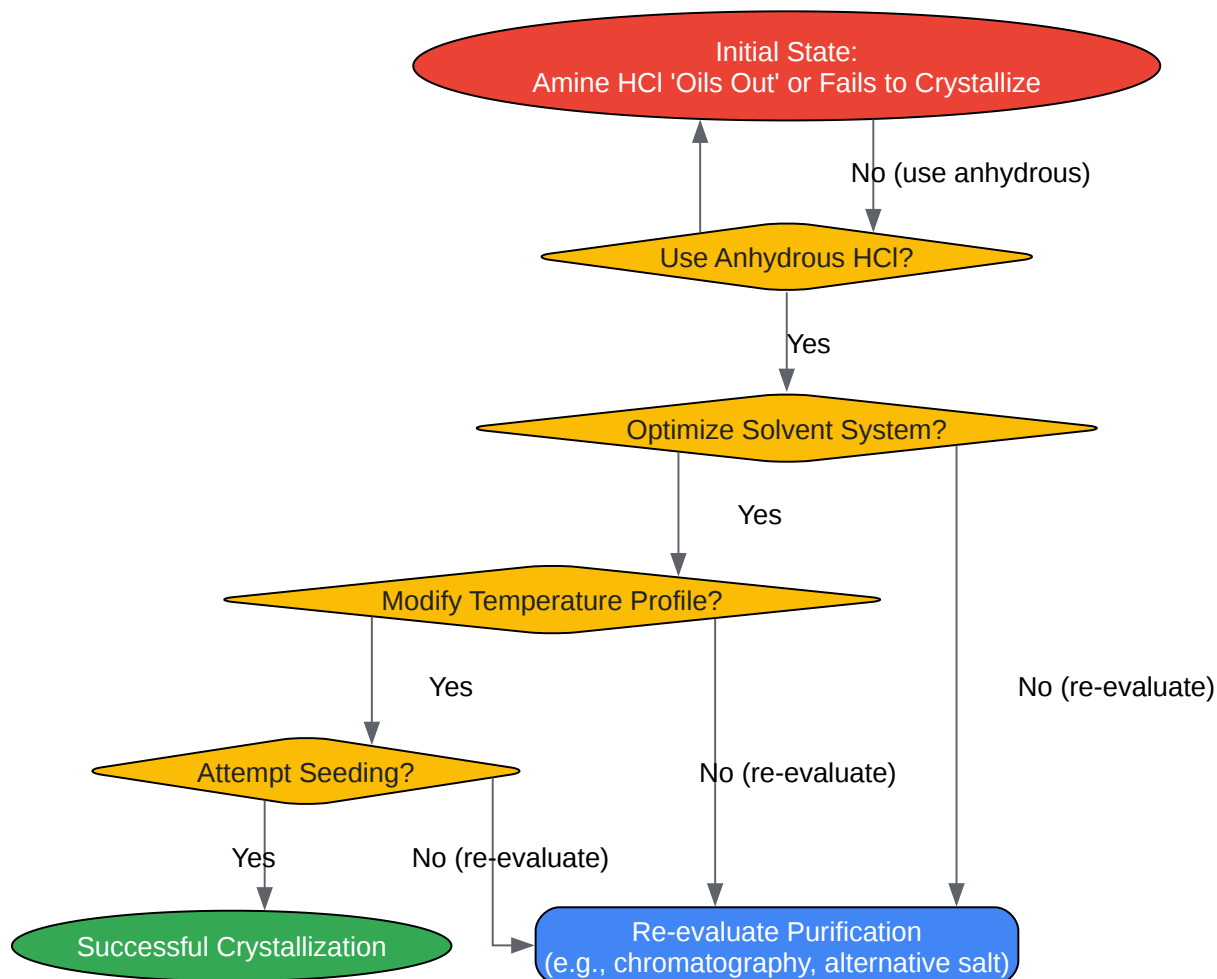 Initial State:
Amine HCl 'Oils Out' or Fails to Crystallize
No (use anhydrous)
Use Anhydrous HCl?
Yes
Optimize Solvent System?
Yes
Modify Temperature Profile?
Yes
No (re-evaluate)
Attempt Seeding?
No (re-evaluate)
Yes
No (re-evaluate)
Successful Crystallization
Re-evaluate Purification
(e.g., chromatography, alternative salt)